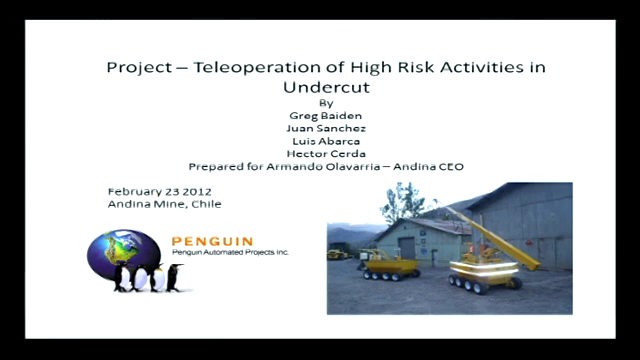 Project – Teleoperation of High Risk Activities in
Undercut
By
Greg Baiden
Juan Sanchez
Luis Abarca
Hector Cerda
Prepared for Armando Olavarria – Andina CEO
February 23 2012
Andina Mine, Chile
PENGUIN
Penguin Automated Projects Inc.